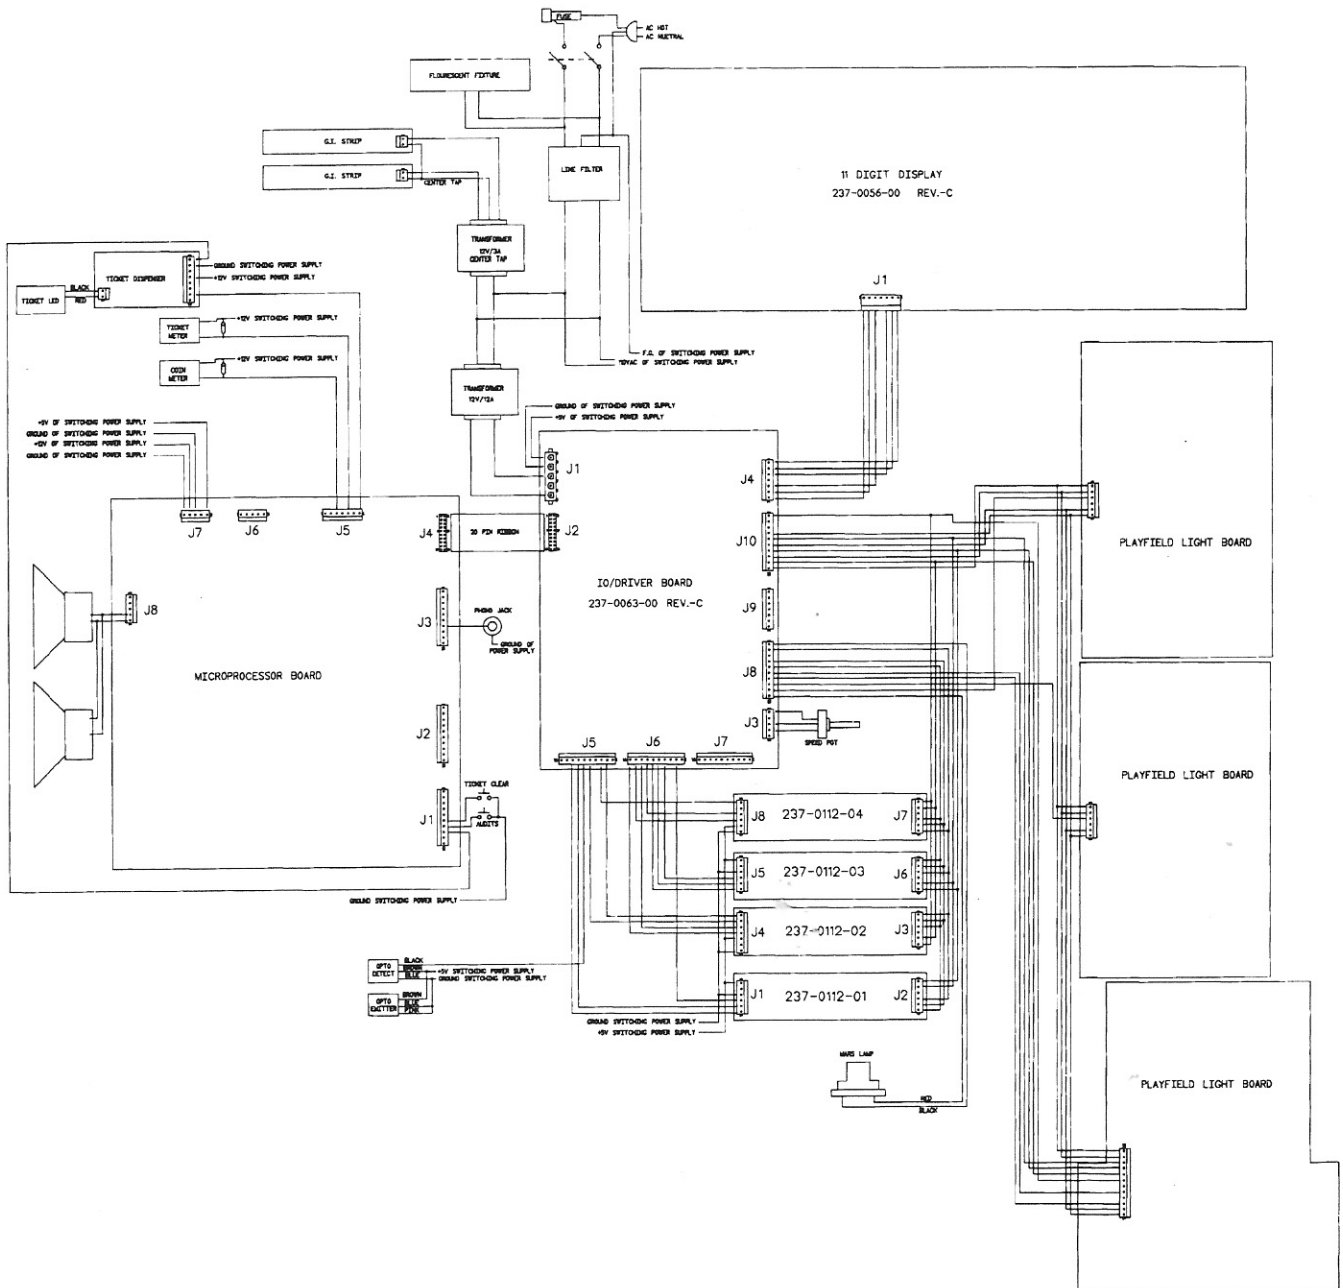 FUSE
AC HOT
AC NUETRAL
FLOURESCENT FIXTURE
G.I. STRIP
G.I. STRIP
CENTER TAP
LINE FILTER
11 DIGIT DISPLAY
237-0056-00 REV.-C
J1
TRANSFORMER
12V/3A
CENTER TAP
TICKET DISPENSER
GROUND SWITCHING POWER SUPPLY
+12V SWITCHING POWER SUPPLY
TICKET LED
BLACK
RED
TICKET
METER
+12V SWITCHING POWER SUPPLY
COIN
METER
+12V SWITCHING POWER SUPPLY
F.G. OF SWITCHING POWER SUPPLY
110VAC OF SWITCHING POWER SUPPLY
TRANSFORMER
12V/12A
GROUND OF SWITCHING POWER SUPPLY
+5V OF SWITCHING POWER SUPPLY
+5V OF SWITCHING POWER SUPPLY
GROUND OF SWITCHING POWER SUPPLY
+12V OF SWITCHING POWER SUPPLY
GROUND OF SWITCHING POWER SUPPLY
J7
J6
J5
J4
20 PIN RIBBON
J2
J1
J4
J10
J9
J8
J3
IO/DRIVER BOARD
237-0063-00 REV.-C
PLAYFIELD LIGHT BOARD
J8
J3
PHONO JACK
GROUND OF
POWER SUPPLY
MICROPROCESSOR BOARD
J2
J1
TICKET CLEAR
AUDITS
GROUND SWITCHING POWER SUPPLY
SPEED POT
J5
J6
J7
PLAYFIELD LIGHT BOARD
J8 237-0112-04 J7
J5 237-0112-03 J6
J4 237-0112-02 J3
J1 237-0112-01 J2
OPTO
DETECT
BLACK
BROWN
BLUE
+5V SWITCHING POWER SUPPLY
GROUND SWITCHING POWER SUPPLY
OPTO
EMITTER
BROWN
BLUE
PINK
GROUND SWITCHING POWER SUPPLY
+5V SWITCHING POWER SUPPLY
MARS LAMP
RED
BLACK
PLAYFIELD LIGHT BOARD